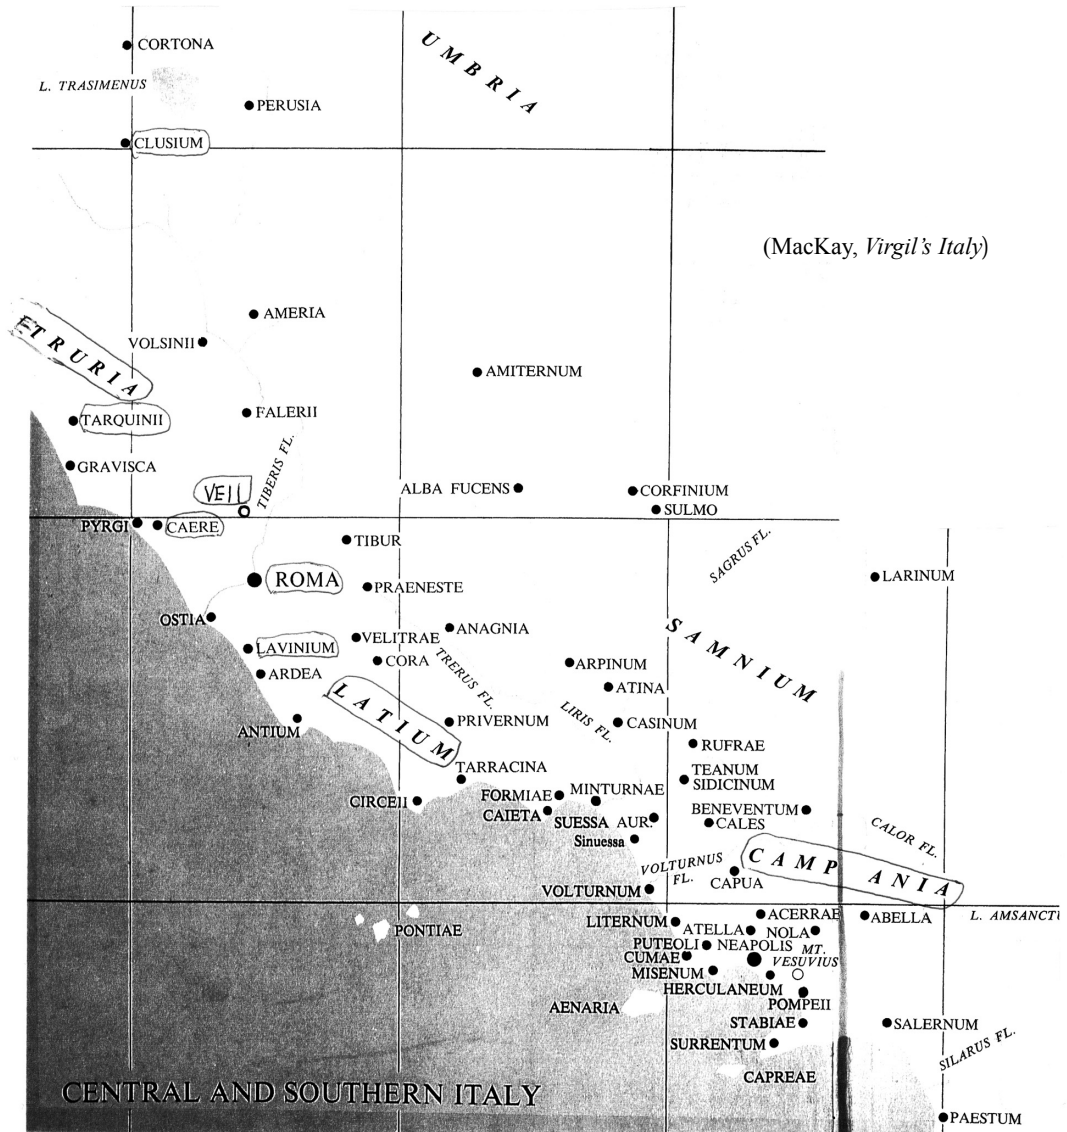 CORTONA
UMBRIA
L. TRASIMENUS
PERUSIA
CLUSIUM
(MacKay, Virgil's Italy)
ETRURIA
AMERIA
VOLSINII
AMITERNUM
TARQUINII
FALERII
GRAVISCA
TIBERIS FL.
VEII
ALBA FUCENS
CORFINIUM
SULMO
PYRGI
CAERE
TIBUR
SAGRUS FL.
LARINUM
ROMA
PRAENESTE
OSTIA
ANAGNIA
SAMNIUM
VELITRAE
LAVINIUM
CORA
TRERUS FL.
ARPINUM
ARDEA
ATINA
LATIUM
PRIVERNUM
LIRIS FL.
CASINUM
ANTIUM
RUFRAE
TARRACINA
TEANUM
SIDICINUM
CIRCEII
FORMIAE
MINTURNAE
CAIETA
SUESSA AUR.
BENEVENTUM
CALES
Sinuessa
CALOR FL.
VOLTURNUS
FL.
CAMPANIA
CAPUA
VOLTURNUM
LITERNUM
ACERRAE
ABELLA
L. AMSANCTU
PONTIAE
ATELLA
NOLA
PUTEOLI
NEAPOLIS
MT.
VESUVIUS
CUMAE
MISENUM
HERCULANEUM
AENARIA
POMPEII
STABIAE
SALERNUM
SURRENTUM
SILARUS FL.
CAPREAE
CENTRAL AND SOUTHERN ITALY
PAESTUM